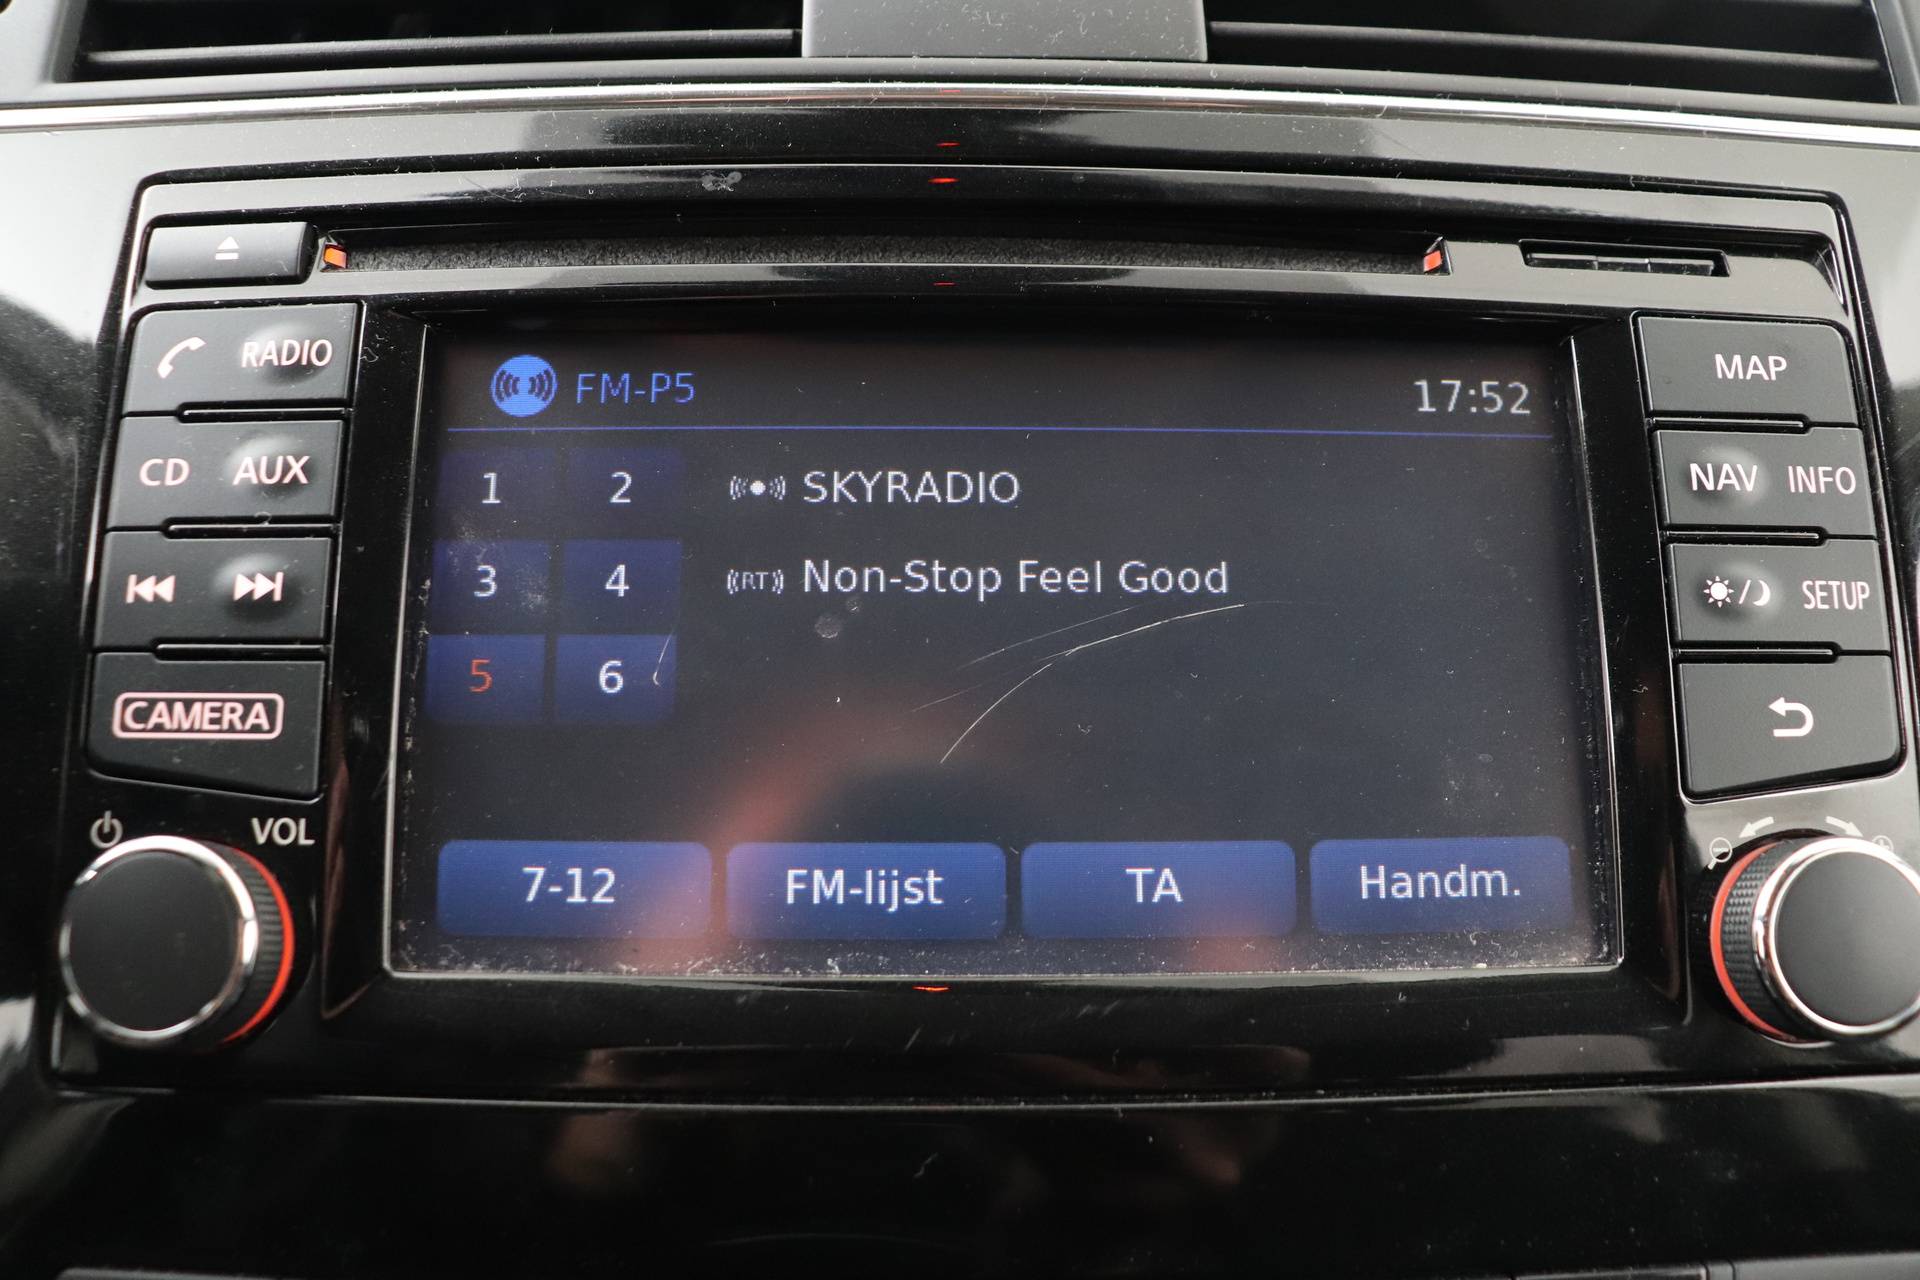 RADIO
CD AUX
CAMERA
VOL
FM-P5 17:52
1 2
3 4
5 6
SKYRADIO
RT Non-Stop Feel Good
7-12 FM-lijst TA Handm.
MAP
NAV INFO
SETUP